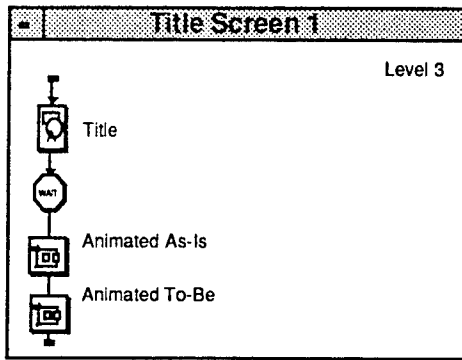 Title Screen 1
Level 3
Title
WAIT
Animated As-Is
Animated To-Be